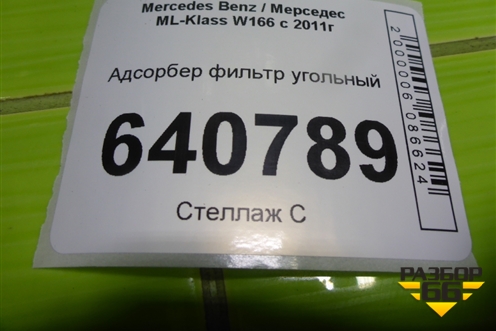 Mercedes Benz / Мерседес
ML-Klass W166 с 2011г
Адсорбер фильтр угольный
640789
Стеллаж С
2000006086624
РАЗБОР
66